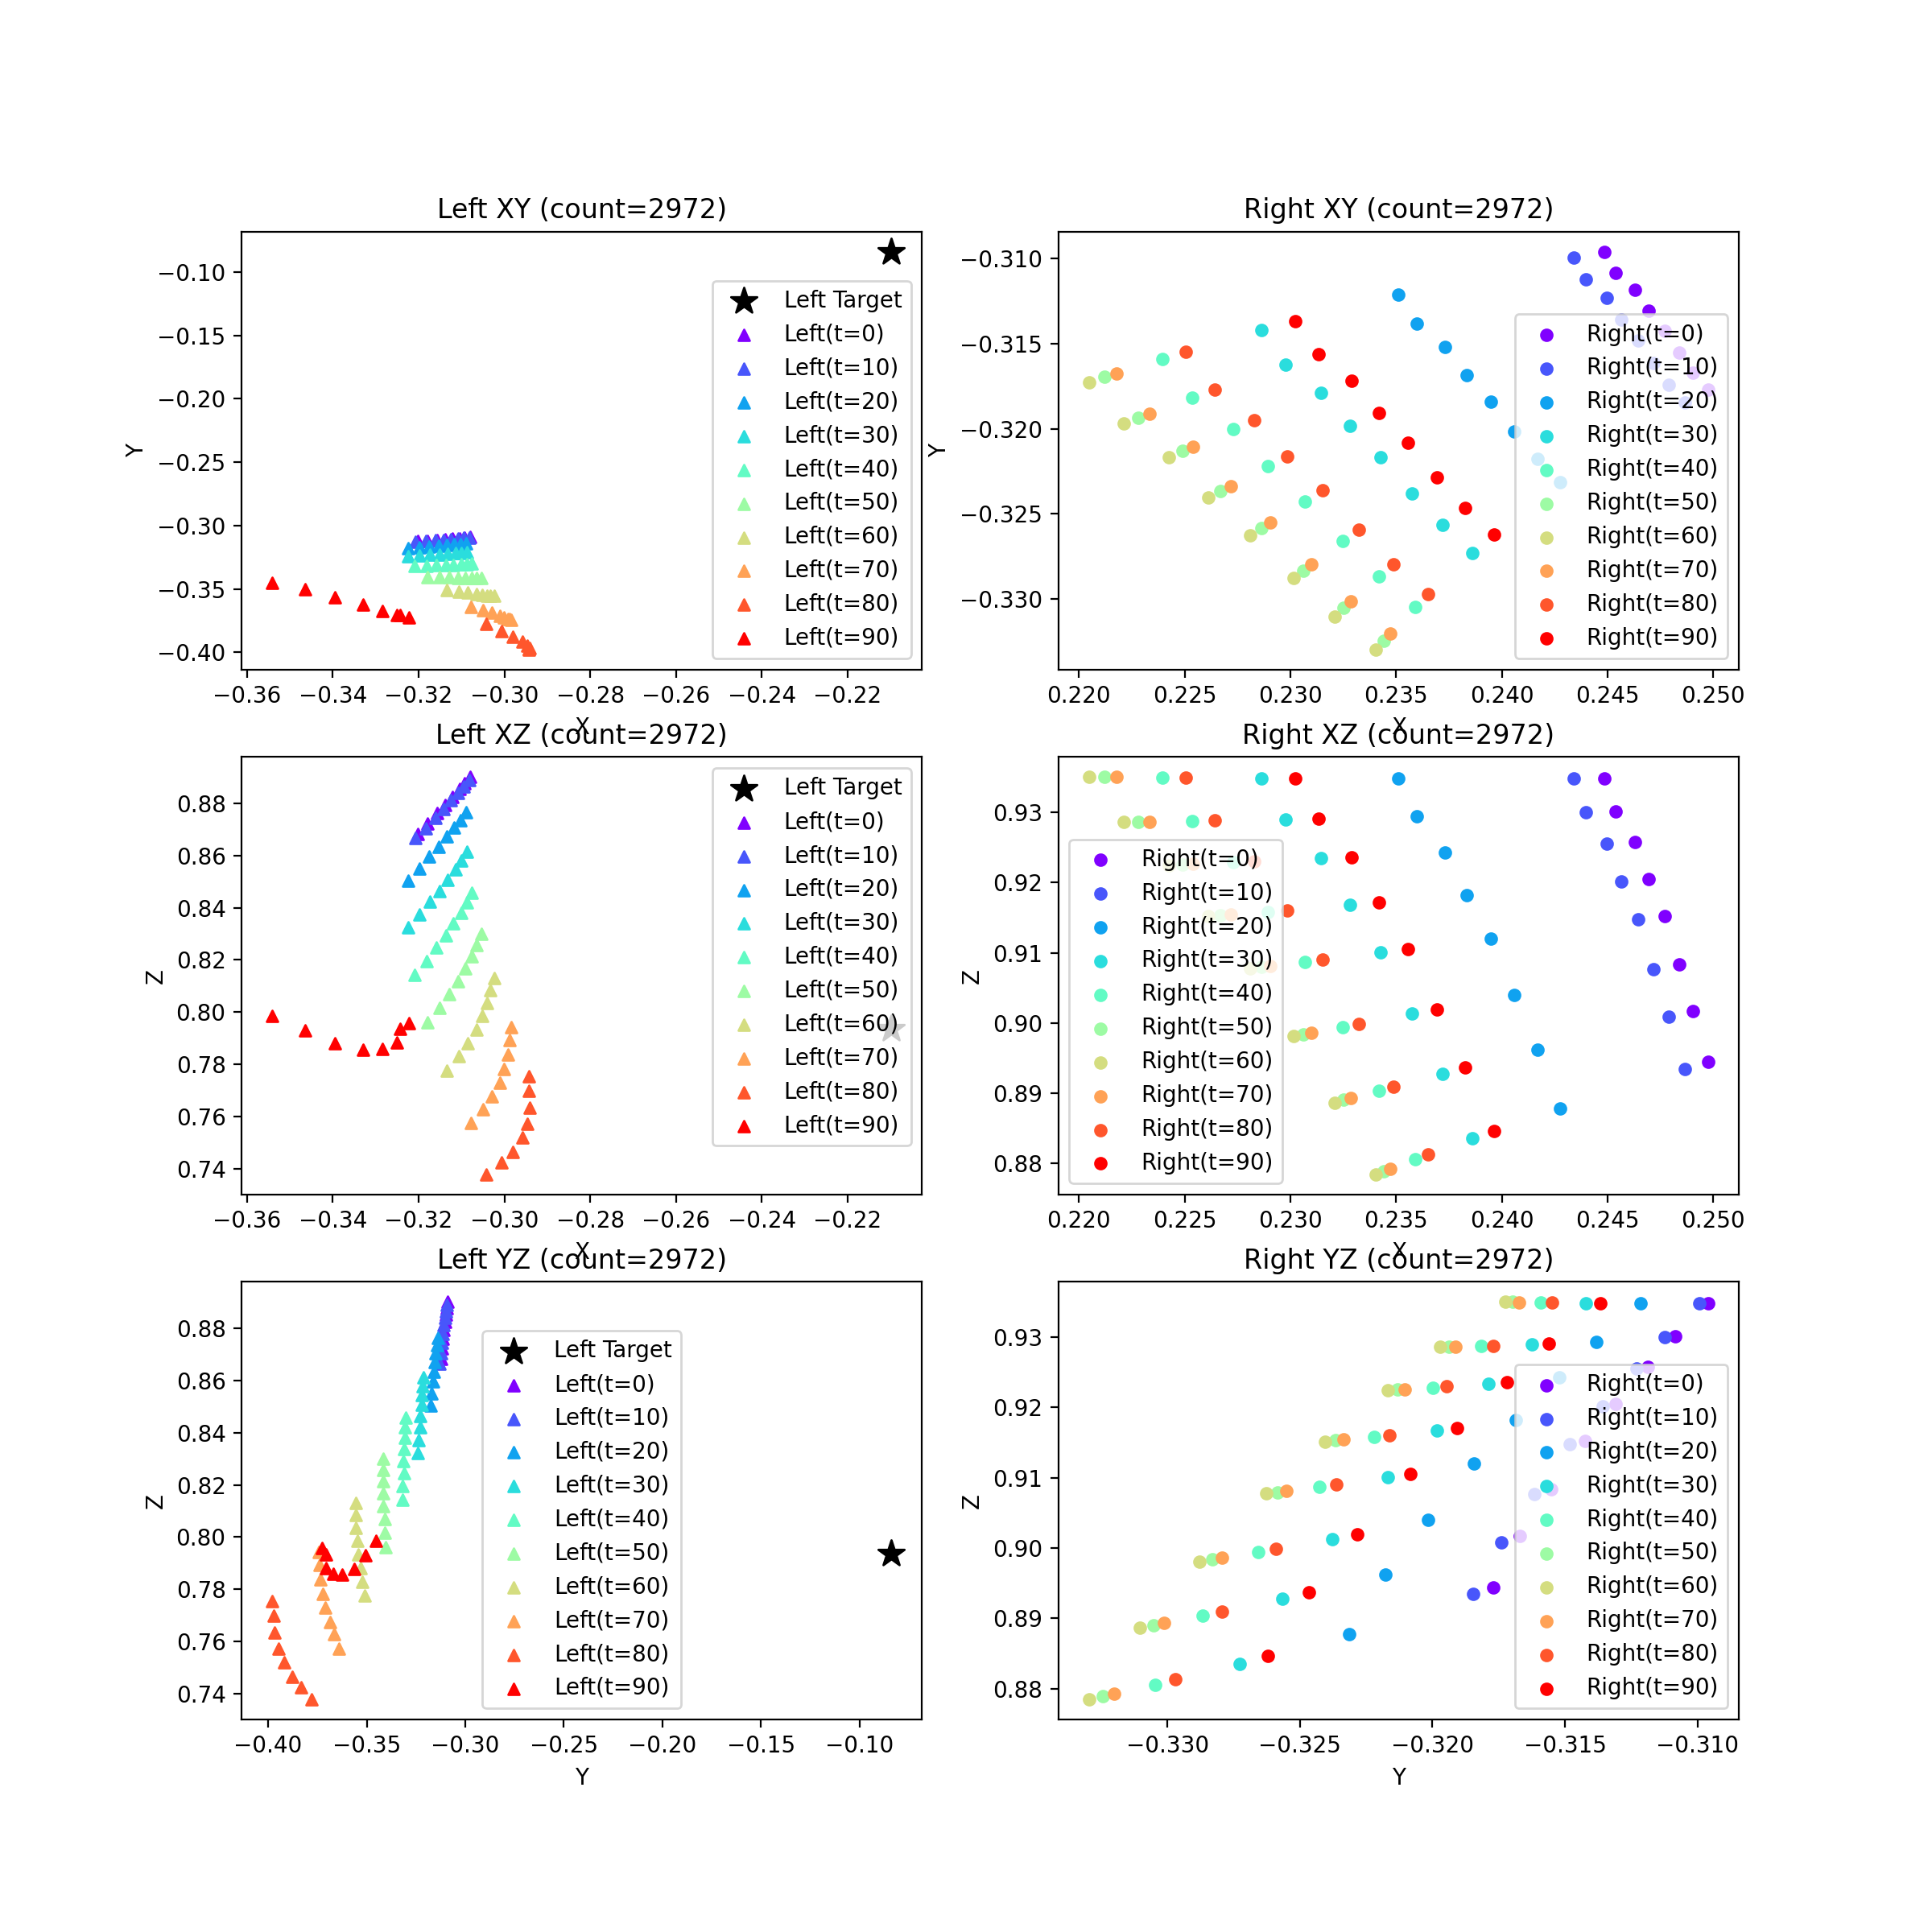 Left XY (count=2972)
Y
−0.10
−0.15
−0.20
−0.25
−0.30
−0.35
−0.40
Left Target
Left(t=0)
Left(t=10)
Left(t=20)
Left(t=30)
Left(t=40)
Left(t=50)
Left(t=60)
Left(t=70)
Left(t=80)
Left(t=90)
−0.36 −0.34 −0.32 −0.30 −0.28 −0.26 −0.24 −0.22
X
Right XY (count=2972)
Y
−0.310
−0.315
−0.320
−0.325
−0.330
Right(t=0)
Right(t=10)
Right(t=20)
Right(t=30)
Right(t=40)
Right(t=50)
Right(t=60)
Right(t=70)
Right(t=80)
Right(t=90)
0.220 0.225 0.230 0.235 0.240 0.245 0.250
X
Left XZ (count=2972)
Z
0.88
0.86
0.84
0.82
0.80
0.78
0.76
0.74
Left Target
Left(t=0)
Left(t=10)
Left(t=20)
Left(t=30)
Left(t=40)
Left(t=50)
Left(t=60)
Left(t=70)
Left(t=80)
Left(t=90)
−0.36 −0.34 −0.32 −0.30 −0.28 −0.26 −0.24 −0.22
X
Right XZ (count=2972)
Z
0.93
0.92
0.91
0.90
0.89
0.88
Right(t=0)
Right(t=10)
Right(t=20)
Right(t=30)
Right(t=40)
Right(t=50)
Right(t=60)
Right(t=70)
Right(t=80)
Right(t=90)
0.220 0.225 0.230 0.235 0.240 0.245 0.250
X
Left YZ (count=2972)
Z
0.88
0.86
0.84
0.82
0.80
0.78
0.76
0.74
Left Target
Left(t=0)
Left(t=10)
Left(t=20)
Left(t=30)
Left(t=40)
Left(t=50)
Left(t=60)
Left(t=70)
Left(t=80)
Left(t=90)
−0.40 −0.35 −0.30 −0.25 −0.20 −0.15 −0.10
Y
Right YZ (count=2972)
Z
0.93
0.92
0.91
0.90
0.89
0.88
Right(t=0)
Right(t=10)
Right(t=20)
Right(t=30)
Right(t=40)
Right(t=50)
Right(t=60)
Right(t=70)
Right(t=80)
Right(t=90)
−0.330 −0.325 −0.320 −0.315 −0.310
Y